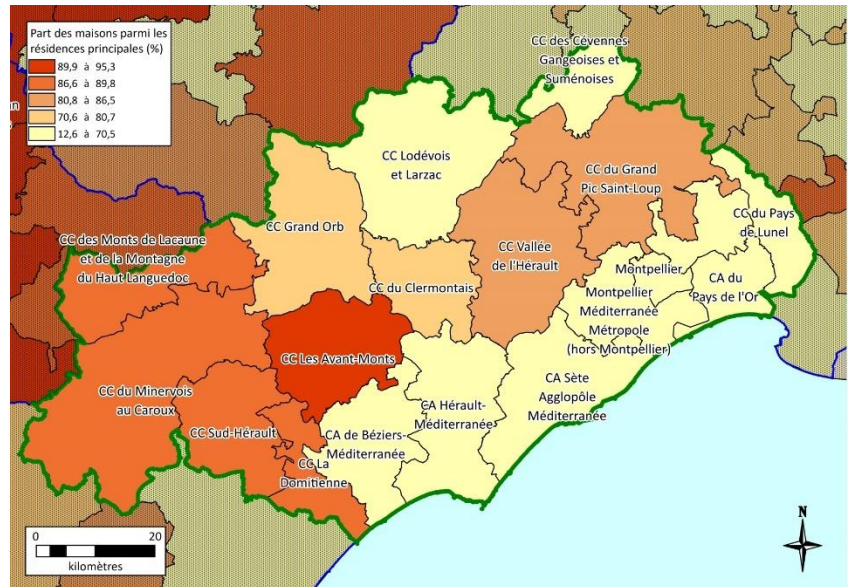 Part des maisons parmi les
résidences principales (%)
89,9 à 95,3
86,6 à 89,8
80,8 à 86,5
70,6 à 80,7
12,6 à 70,5
CC des Cévennes
Gangeoises et
Suménoises
CC Lodévois
et Larzac
CC du Grand
Pic Saint-Loup
CC Grand Orb
CC du Pays
de Lunel
CC des Monts de Lacaune
et de la Montagne
du Haut Languedoc
CC Vallée
de l'Hérault
Montpellier
CA du
Pays de l'Or
CC du Clermontais
Montpellier
Méditerranée
Métropole
(hors Montpellier)
CC Les Avant-Monts
CC du Minervois
au Caroux
CA Sète
Agglopôle
Méditerranée
CA Hérault-
Méditerranée
CC Sud-Hérault
CA de Béziers-
Méditerranée
CC La
Domitienne
N
0 20
kilomètres